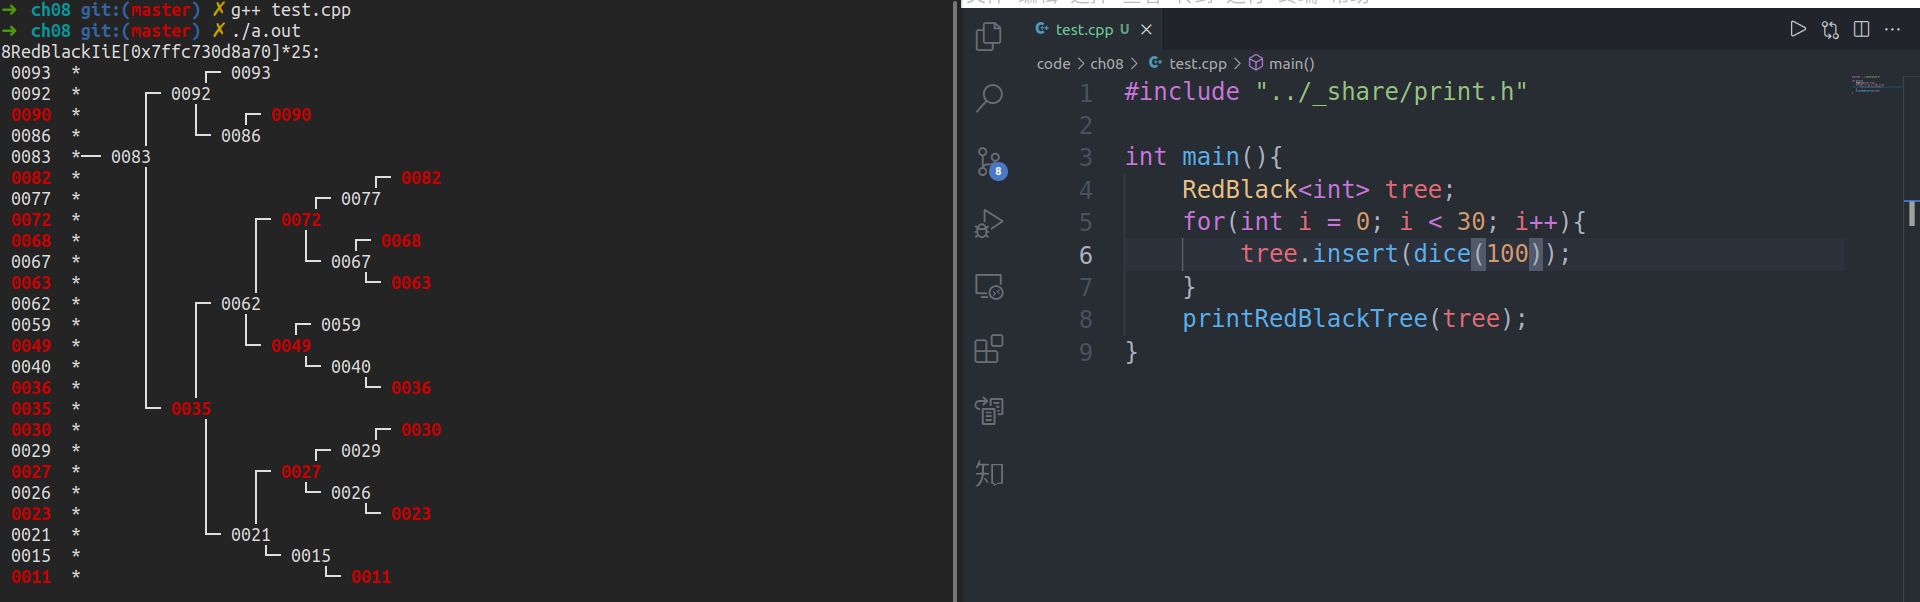 ➜ ch08 git:(master) ✗ g++ test.cpp
➜ ch08 git:(master) ✗ ./a.out
8RedBlackIiE[0x7ffc730d8a70]*25:
0093 * 0093
0092 * 0092
0090 * 0090
0086 * 0086
0083 * 0083
0082 * 0082
0077 * 0077
0072 * 0072
0068 * 0068
0067 * 0067
0063 * 0063
0062 * 0062
0059 * 0059
0049 * 0049
0040 * 0040
0036 * 0036
0035 * 0035
0030 * 0030
0029 * 0029
0027 * 0027
0026 * 0026
0023 * 0023
0021 * 0021
0015 * 0015
0011 * 0011
test.cpp U
code > ch08 > test.cpp > main()
8
知
1 #include "../_share/print.h"
2
3 int main(){
4 RedBlack<int> tree;
5 for(int i = 0; i < 30; i++){
6 tree.insert(dice(100));
7 }
8 printRedBlackTree(tree);
9 }